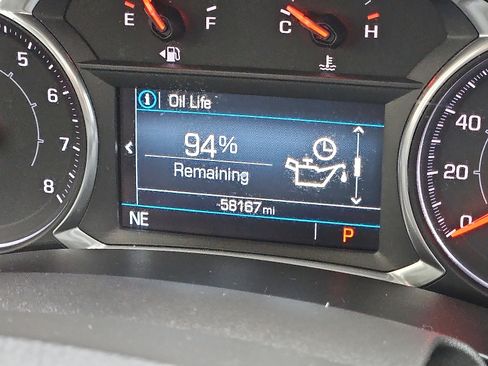 E F C H
8
7
6
5
Oil Life
94%
Remaining
58167 mi
NE P
40
20
0